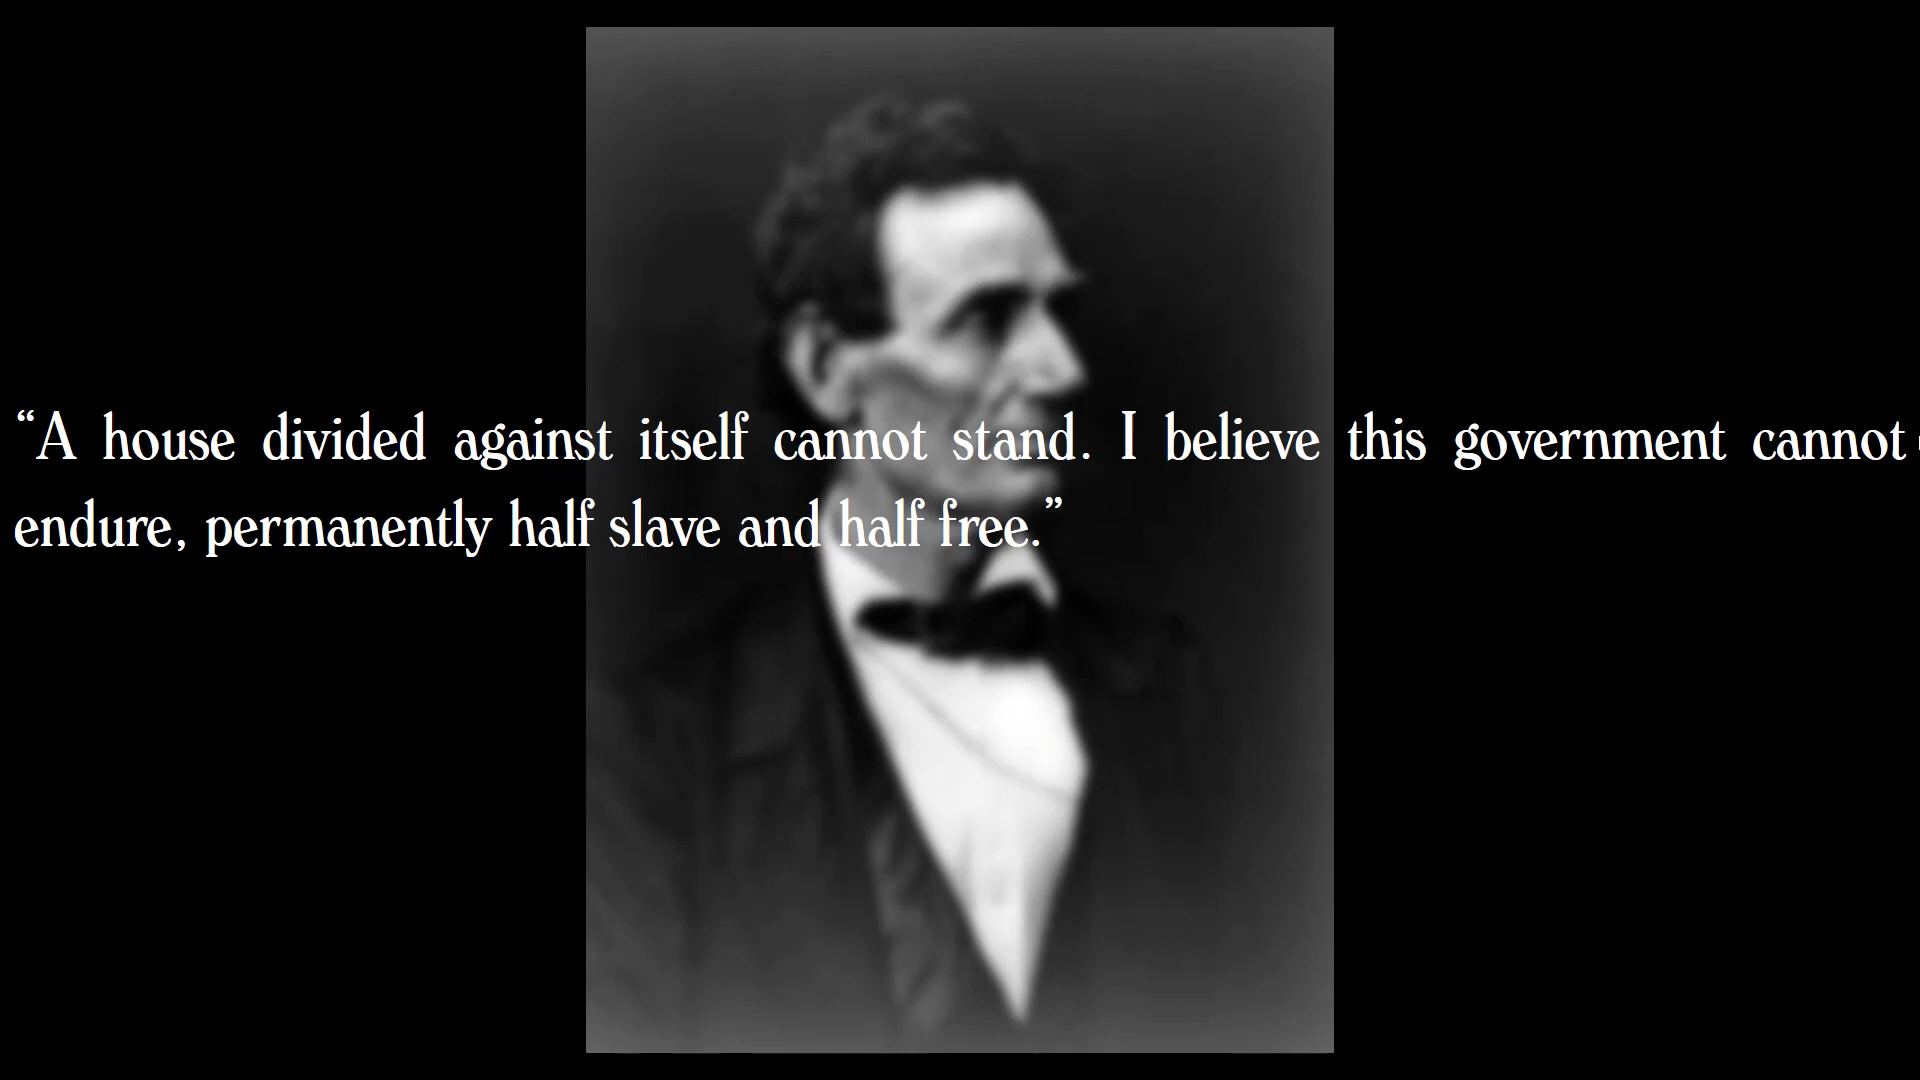 “A house divided against itself cannot stand. I believe this government cannot
endure, permanently half slave and half free.”